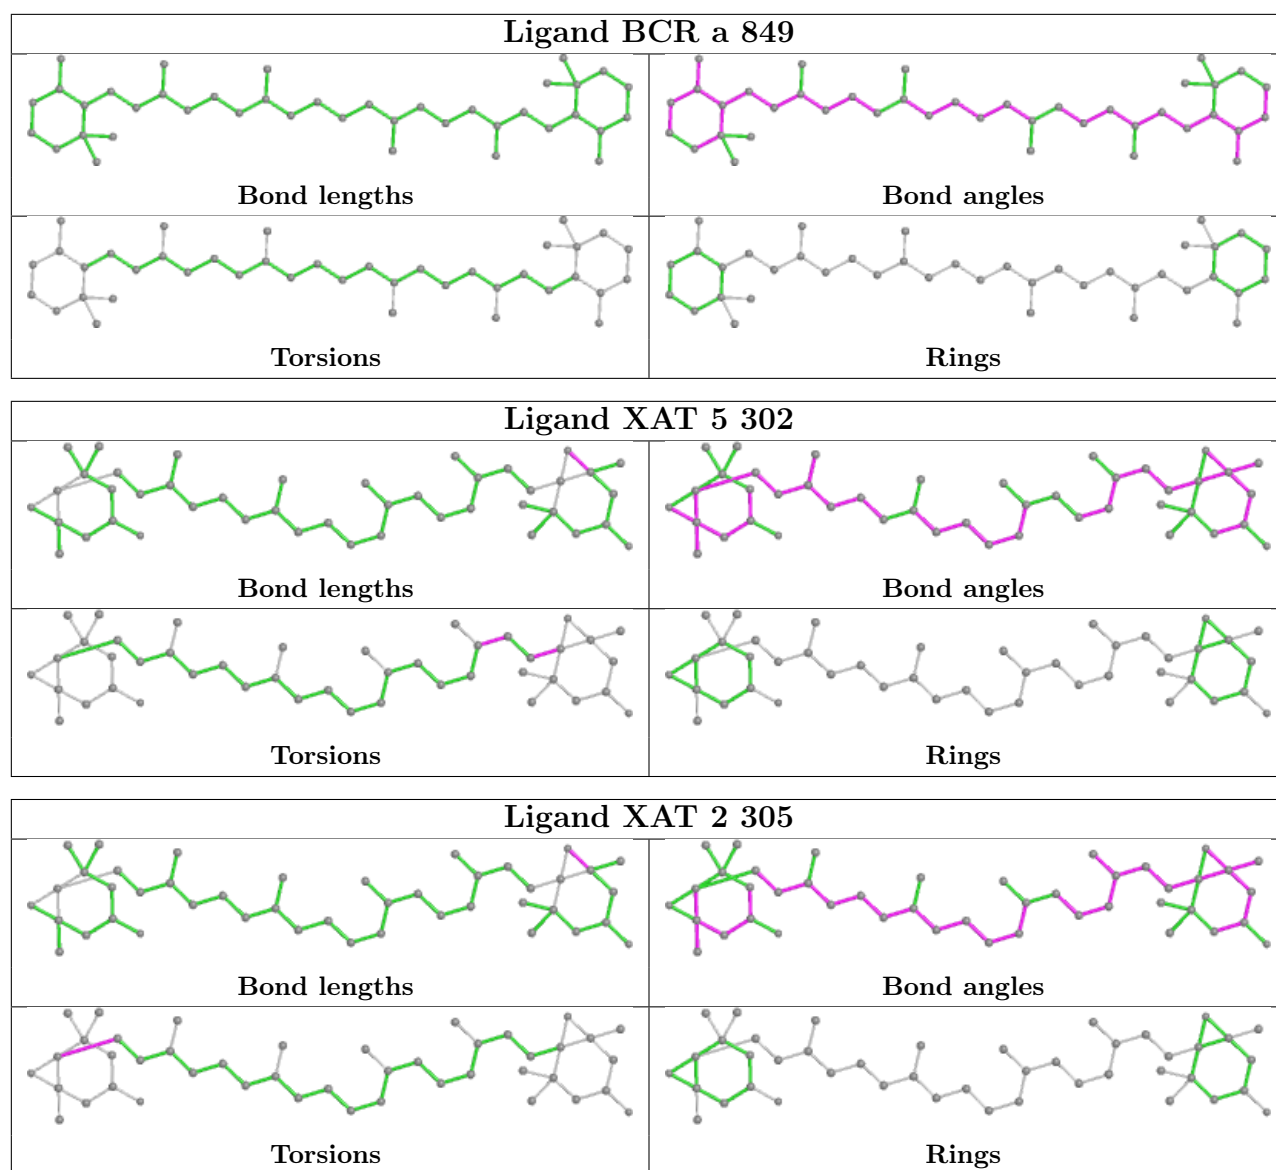 Ligand BCR a 849
Bond lengths
Bond angles
Torsions
Rings
Ligand XAT 5 302
Bond lengths
Bond angles
Torsions
Rings
Ligand XAT 2 305
Bond lengths
Bond angles
Torsions
Rings